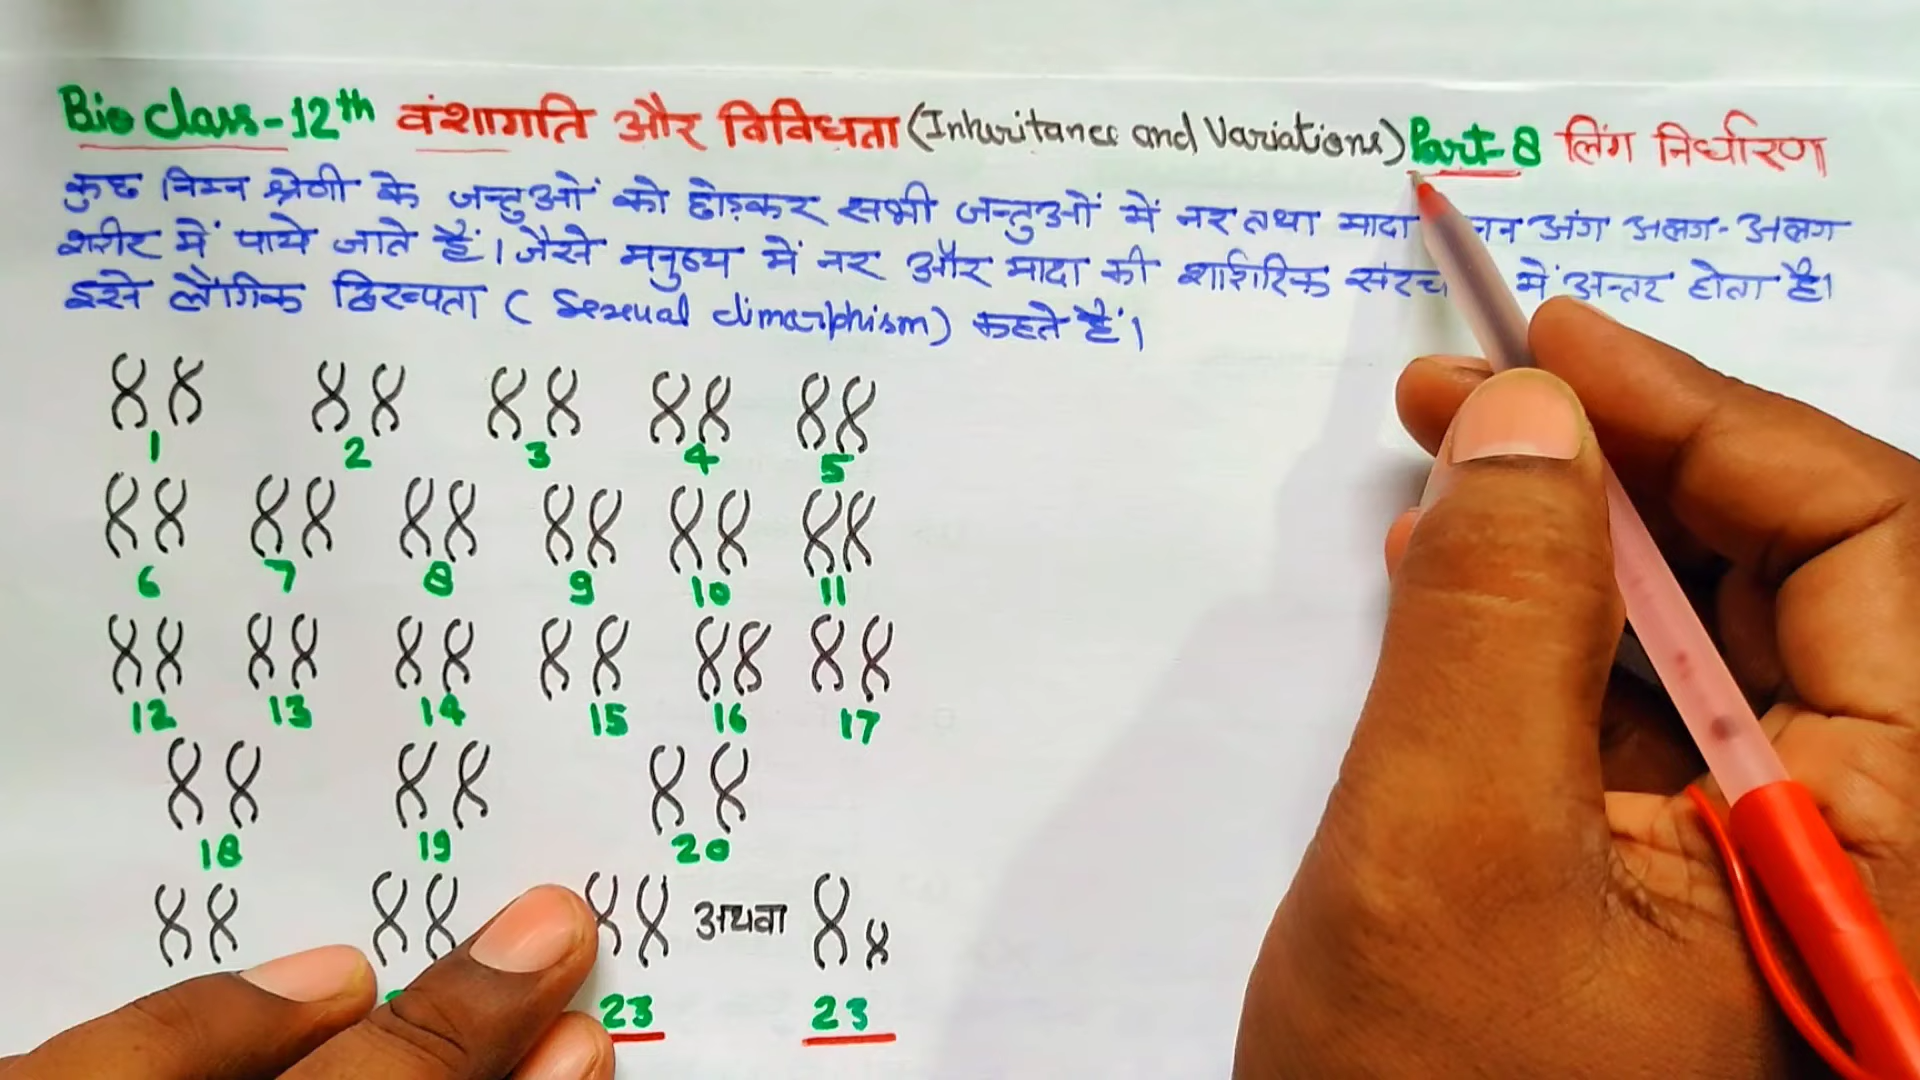 Bio Class-12th वंशागति और विविधता (Inheritance and Variations) Part-8 लिंग निर्धारण
कुछ निम्न श्रेणी के जन्तुओं को छोड़कर सभी जन्तुओं में नर तथा मादा अंग अलग-अलग
शरीर में पाये जाते हैं। जैसे मनुष्य में नर और मादा की शारिरिक में अन्तर होता है।
इसे लैंगिक द्विरूपता (Sexual dimorphism) कहते हैं।
1 2 3 4 5
6 7 8 9 10 11
12 13 14 15 16 17
18 19 20
अथवा
23 23